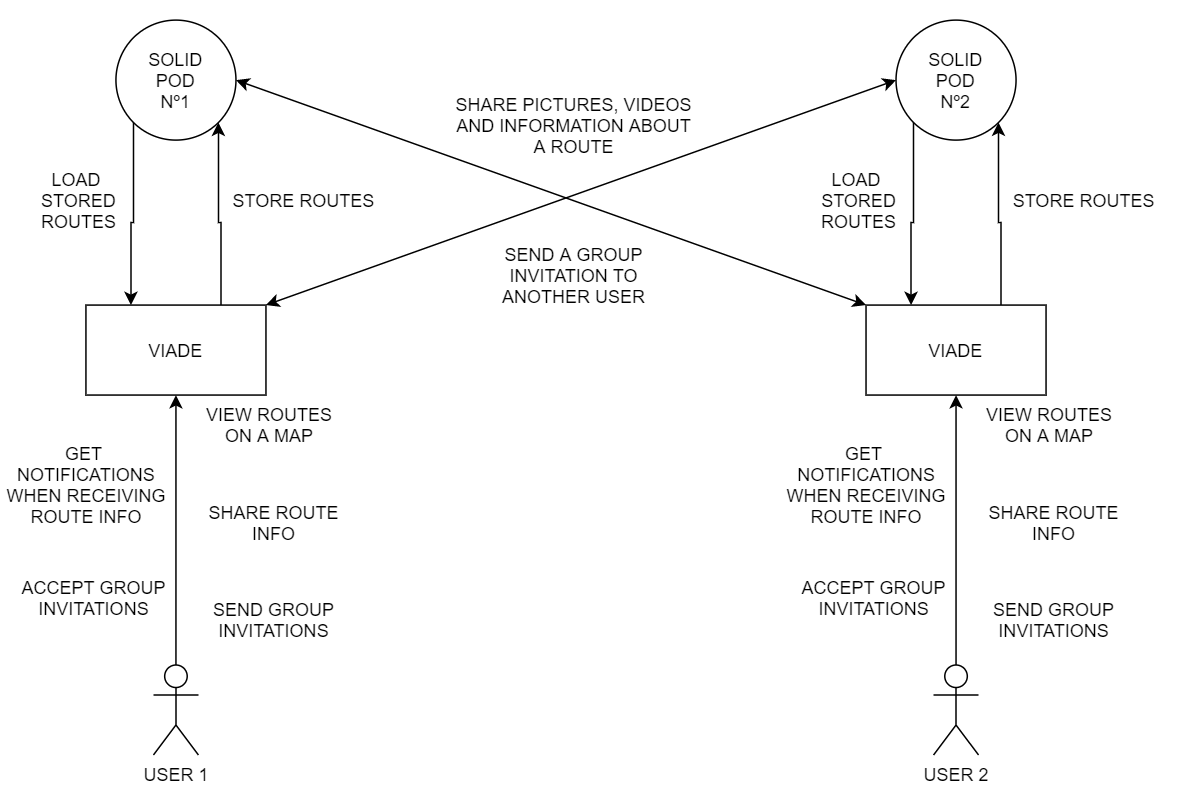 SOLID
POD
Nº1
SOLID
POD
Nº2
SHARE PICTURES, VIDEOS
AND INFORMATION ABOUT
A ROUTE
LOAD
STORED
ROUTES
STORE ROUTES
LOAD
STORED
ROUTES
STORE ROUTES
SEND A GROUP
INVITATION TO
ANOTHER USER
VIADE
VIADE
VIEW ROUTES
ON A MAP
GET
NOTIFICATIONS
WHEN RECEIVING
ROUTE INFO
SHARE ROUTE
INFO
ACCEPT GROUP
INVITATIONS
SEND GROUP
INVITATIONS
VIEW ROUTES
ON A MAP
GET
NOTIFICATIONS
WHEN RECEIVING
ROUTE INFO
SHARE ROUTE
INFO
ACCEPT GROUP
INVITATIONS
SEND GROUP
INVITATIONS
USER 1
USER 2